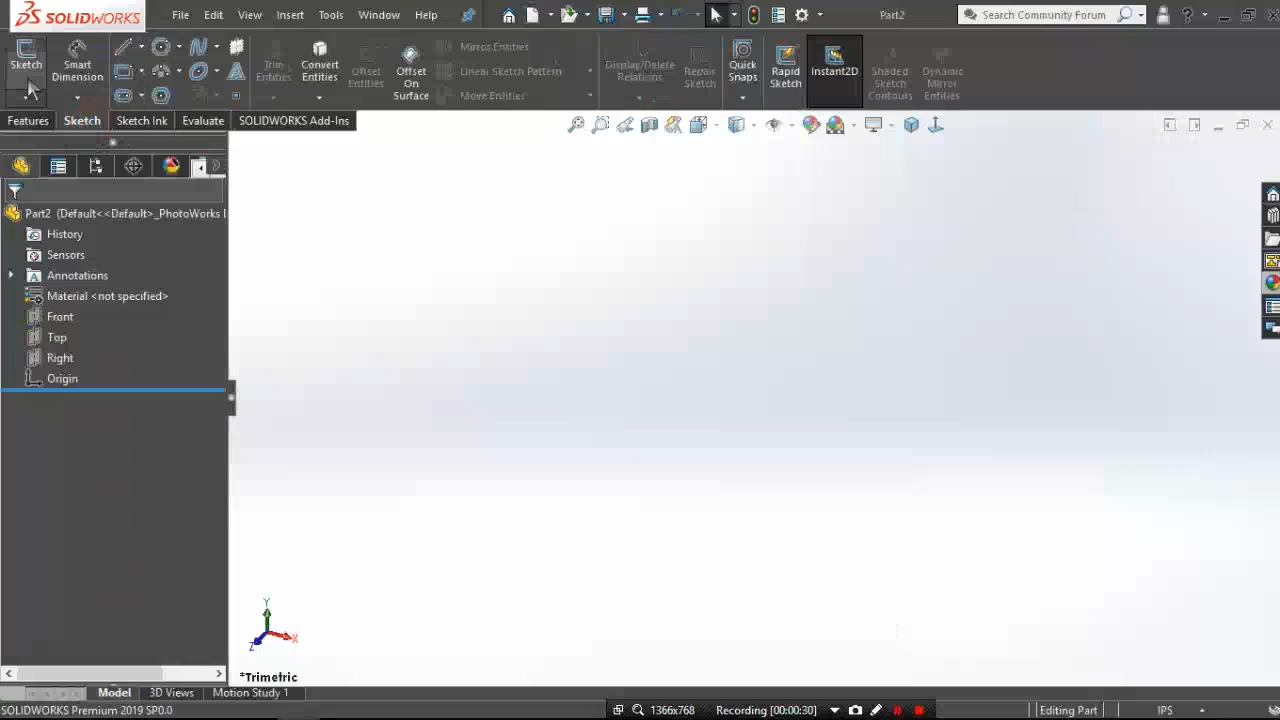 SOLIDWORKS
File Edit View Insert Tools Window Help
Part2
Search Community Forum
Sketch
Smart Dimension
Trim Entities
Convert Entities
Offset Entities
Offset On Surface
Mirror Entities
Linear Sketch Pattern
Move Entities
Display/Delete Relations
Repair Sketch
Quick Snaps
Rapid Sketch
Instant2D
Shaded Sketch Contours
Dynamic Mirror Entities
Features Sketch Sketch Ink Evaluate SOLIDWORKS Add-Ins
Part2 (Default<<Default>_PhotoWorks
History
Sensors
Annotations
Material <not specified>
Front
Top
Right
Origin
Y
X
Z
*Trimetric
Model 3D Views Motion Study 1
SOLIDWORKS Premium 2019 SP0.0
1366x768 Recording [00:00:30]
Editing Part
IPS